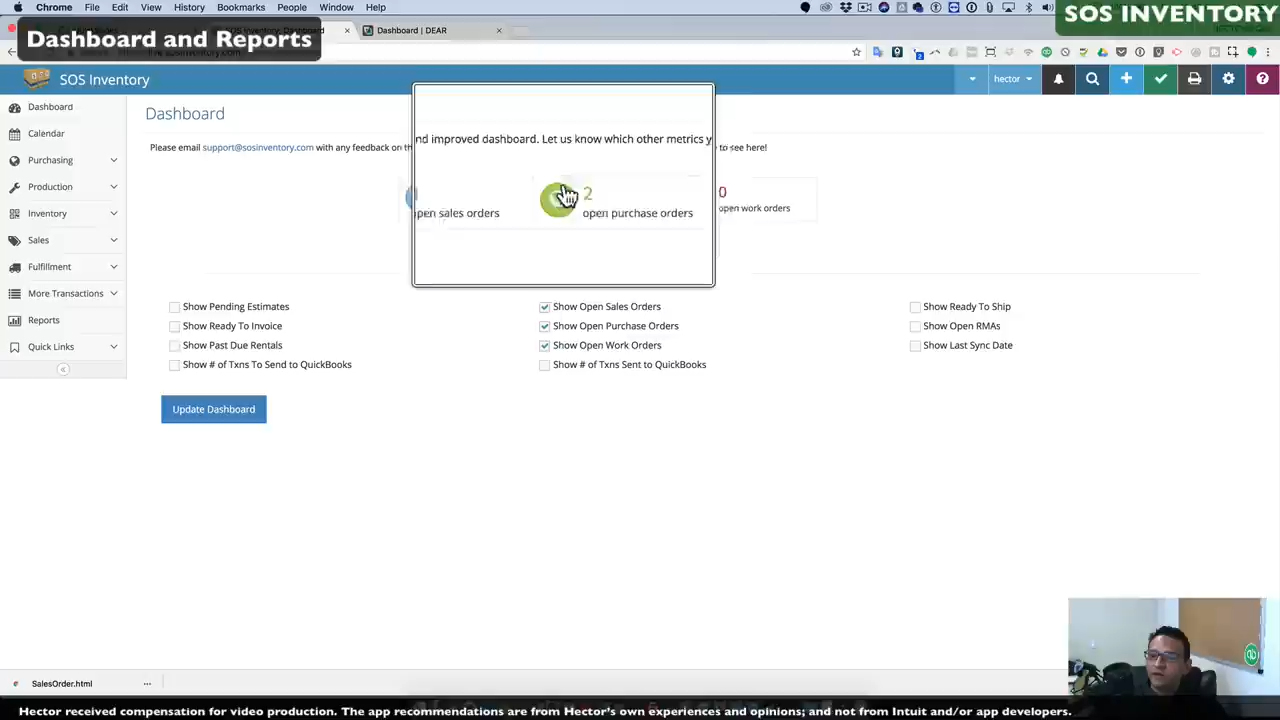 Chrome File Edit View History Bookmarks People Window Help
SOS INVENTORY
Dashboard and Reports
Dashboard | DEAR
SOS Inventory
hector
Dashboard
Calendar
Purchasing
Production
Inventory
Sales
Fulfillment
More Transactions
Reports
Quick Links
Dashboard
Please email support@sosinventory.com with any feedback on th
nd improved dashboard. Let us know which other metrics y
to see here!
open sales orders
2
open purchase orders
0
open work orders
Show Pending Estimates
Show Open Sales Orders
Show Ready To Ship
Show Ready To Invoice
Show Open Purchase Orders
Show Open RMAs
Show Past Due Rentals
Show Open Work Orders
Show Last Sync Date
Show # of Txns To Send to QuickBooks
Show # of Txns Sent to QuickBooks
Update Dashboard
SalesOrder.html
Hector received compensation for video production. The app recommendations are from Hector's own experiences and opinions; and not from Intuit and/or app developers.